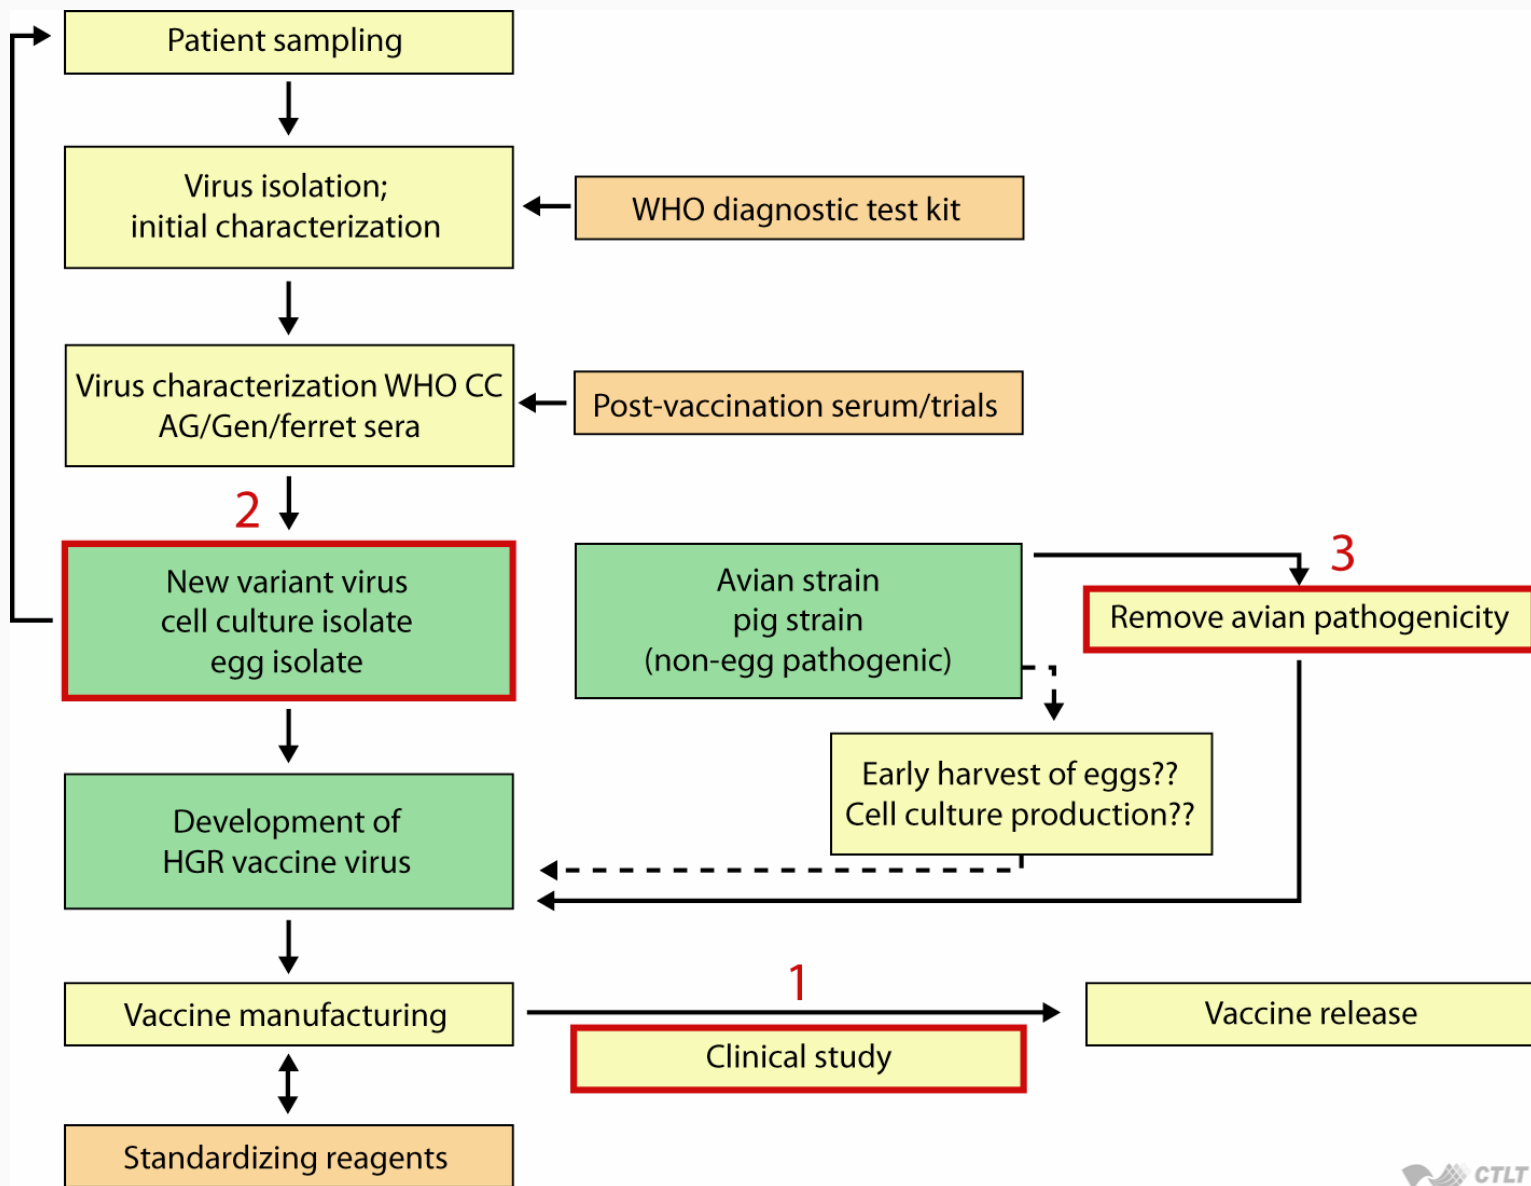 Patient sampling
Virus isolation;
initial characterization
WHO diagnostic test kit
Virus characterization WHO CC
AG/Gen/ferret sera
Post-vaccination serum/trials
2
New variant virus
cell culture isolate
egg isolate
Avian strain
pig strain
(non-egg pathogenic)
3
Remove avian pathogenicity
Early harvest of eggs??
Cell culture production??
Development of
HGR vaccine virus
1
Vaccine manufacturing
Clinical study
Vaccine release
Standardizing reagents
CTLT